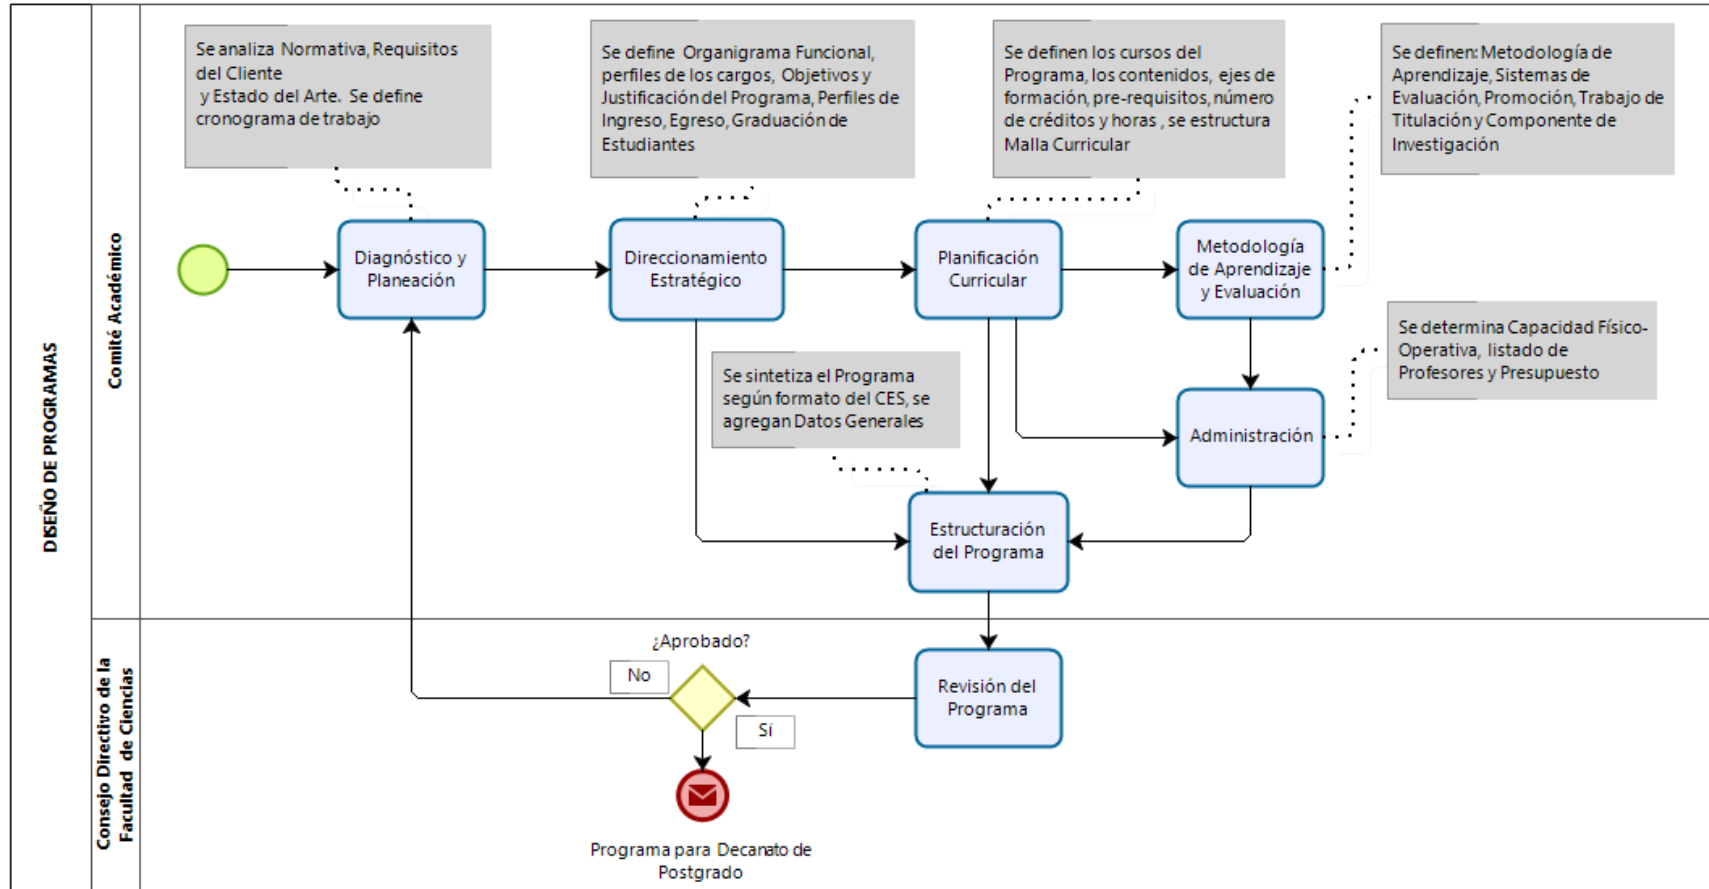 DISEÑO DE PROGRAMAS
Comité Académico
Se analiza Normativa, Requisitos
del Cliente
y Estado del Arte. Se define
cronograma de trabajo
Se define Organigrama Funcional,
perfiles de los cargos, Objetivos y
Justificación del Programa, Perfiles de
Ingreso, Egreso, Graduación de
Estudiantes
Se definen los cursos del
Programa, los contenidos, ejes de
formación, pre-requisitos, número
de créditos y horas , se estructura
Malla Curricular
Se definen: Metodología de
Aprendizaje, Sistemas de
Evaluación, Promoción, Trabajo de
Titulación y Componente de
Investigación
Diagnóstico y
Planeación
Direccionamiento
Estratégico
Planificación
Curricular
Metodología
de Aprendizaje
y Evaluación
Se determina Capacidad Físico-
Operativa, listado de
Profesores y Presupuesto
Se sintetiza el Programa
según formato del CES, se
agregan Datos Generales
Administración
Estructuración
del Programa
Consejo Directivo de la
Facultad de Ciencias
¿Aprobado?
No
Sí
Revisión del
Programa
Programa para Decanato de
Postgrado